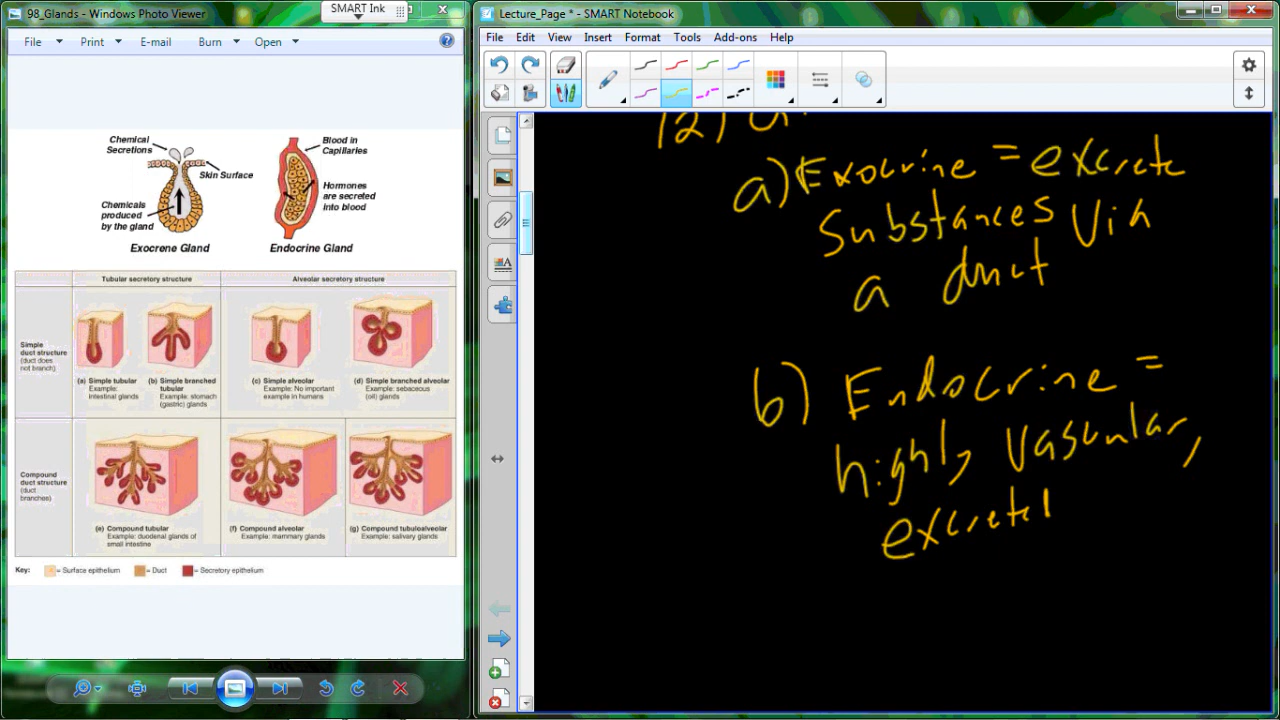 98_Glands - Windows Photo Viewer
SMART Ink
File Print E-mail Burn Open
Chemical
Secretions
Skin Surface
Chemicals
produced
by the gland
Exocrene Gland
Blood in
Capillaries
Hormones
are secreted
into blood
Endocrine Gland
Tubular secretory structure
Alveolar secretory structure
Simple
duct structure
(duct does
not branch)
(a) Simple tubular
Example:
intestinal glands
(b) Simple branched
tubular
Example: stomach
(gastric) glands
(c) Simple alveolar
Example: No important
example in humans
(d) Simple branched alveolar
Example: sebaceous
(oil) glands
Compound
duct structure
(duct
branches)
(e) Compound tubular
Example: duodenal glands of
small intestine
(f) Compound alveolar
Example: mammary glands
(g) Compound tubuloalveolar
Example: salivary glands
Key: = Surface epithelium = Duct = Secretory epithelium
Lecture_Page * - SMART Notebook
File Edit View Insert Format Tools Add-ons Help
12)
a) Exocrine = excrete
substances via
a duct
b) Endocrine =
highly vascular,